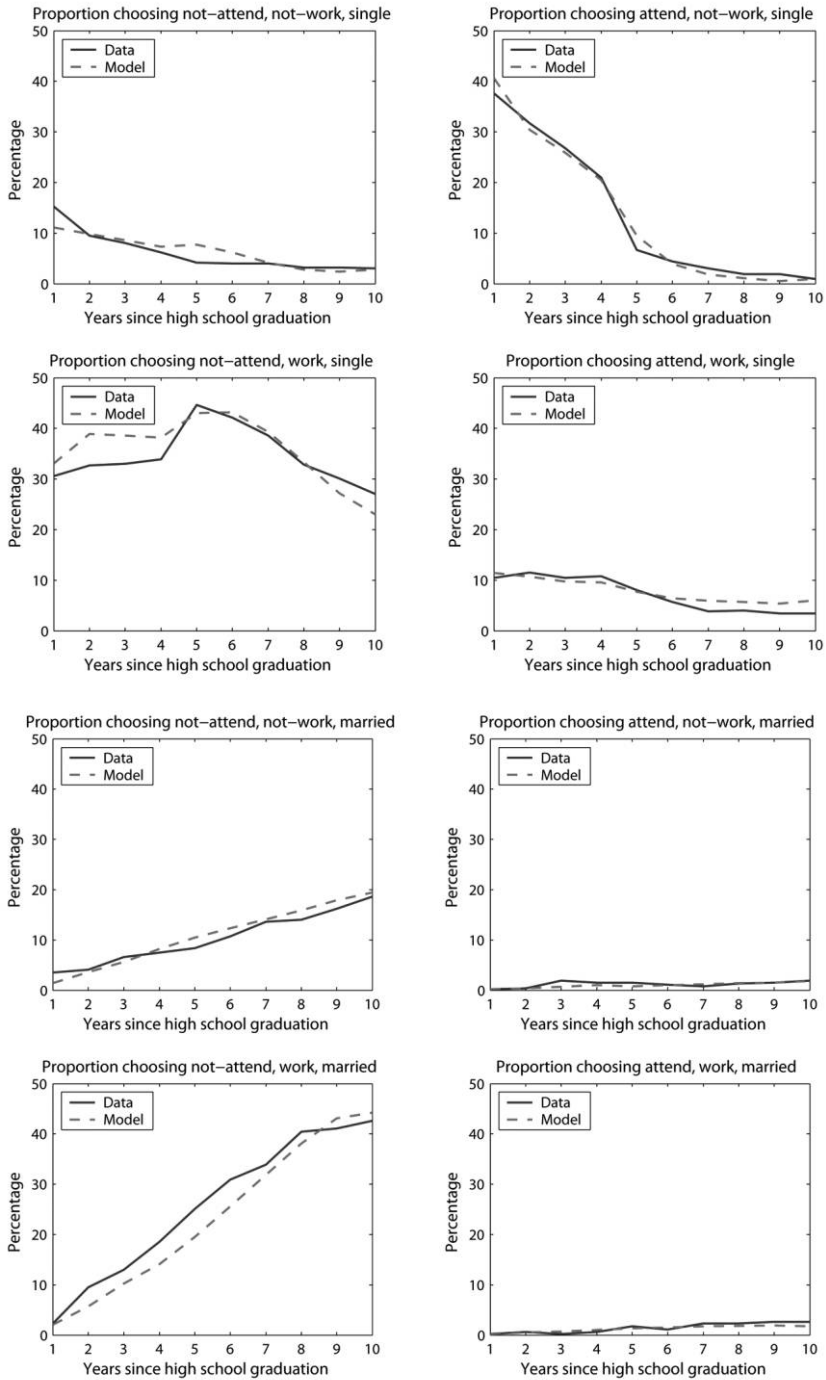 Proportion choosing not−attend, not−work, single
50
40
30
20
10
0
Percentage
Data
Model
1 2 3 4 5 6 7 8 9 10
Years since high school graduation
Proportion choosing attend, not−work, single
50
40
30
20
10
0
Percentage
Data
Model
1 2 3 4 5 6 7 8 9 10
Years since high school graduation
Proportion choosing not−attend, work, single
50
40
30
20
10
0
Percentage
Data
Model
1 2 3 4 5 6 7 8 9 10
Years since high school graduation
Proportion choosing attend, work, single
50
40
30
20
10
0
Percentage
Data
Model
1 2 3 4 5 6 7 8 9 10
Years since high school graduation
Proportion choosing not−attend, not−work, married
50
40
30
20
10
0
Percentage
Data
Model
1 2 3 4 5 6 7 8 9 10
Years since high school graduation
Proportion choosing attend, not−work, married
50
40
30
20
10
0
Percentage
Data
Model
1 2 3 4 5 6 7 8 9 10
Years since high school graduation
Proportion choosing not−attend, work, married
50
40
30
20
10
0
Percentage
Data
Model
1 2 3 4 5 6 7 8 9 10
Years since high school graduation
Proportion choosing attend, work, married
50
40
30
20
10
0
Percentage
Data
Model
1 2 3 4 5 6 7 8 9 10
Years since high school graduation